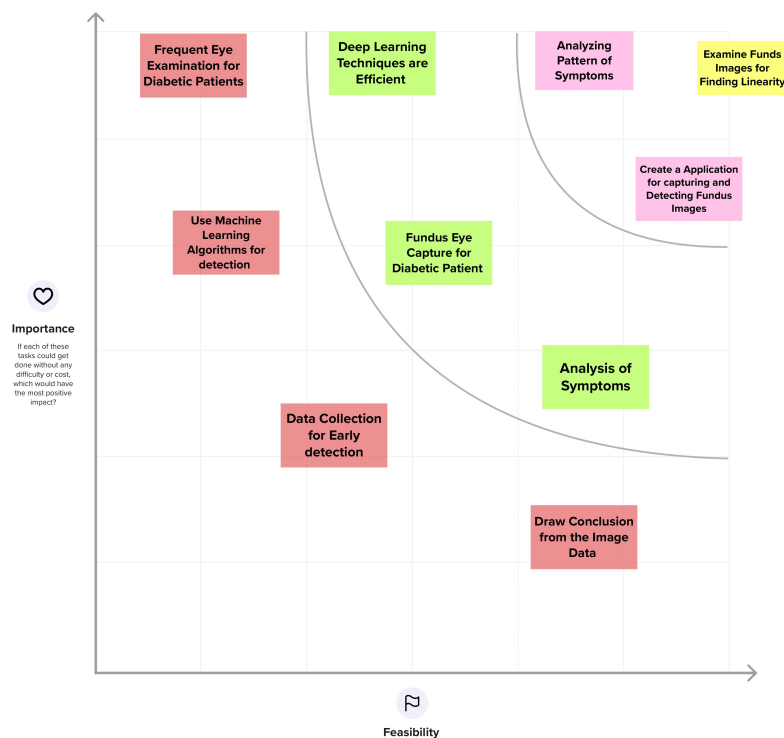 Frequent Eye
Examination for
Diabetic Patients
Deep Learning
Techniques are
Efficient
Analyzing
Pattern of
Symptoms
Examine Funds
Images for
Finding Linearity
Create a Application
for capturing and
Detecting Fundus
Images
Use Machine
Learning
Algorithms for
detection
Fundus Eye
Capture for
Diabetic Patient
Importance
If each of these
tasks could get
done without any
difficulty or cost,
which would have
the most positive
impact?
Analysis of
Symptoms
Data Collection
for Early
detection
Draw Conclusion
from the Image
Data
Feasibility